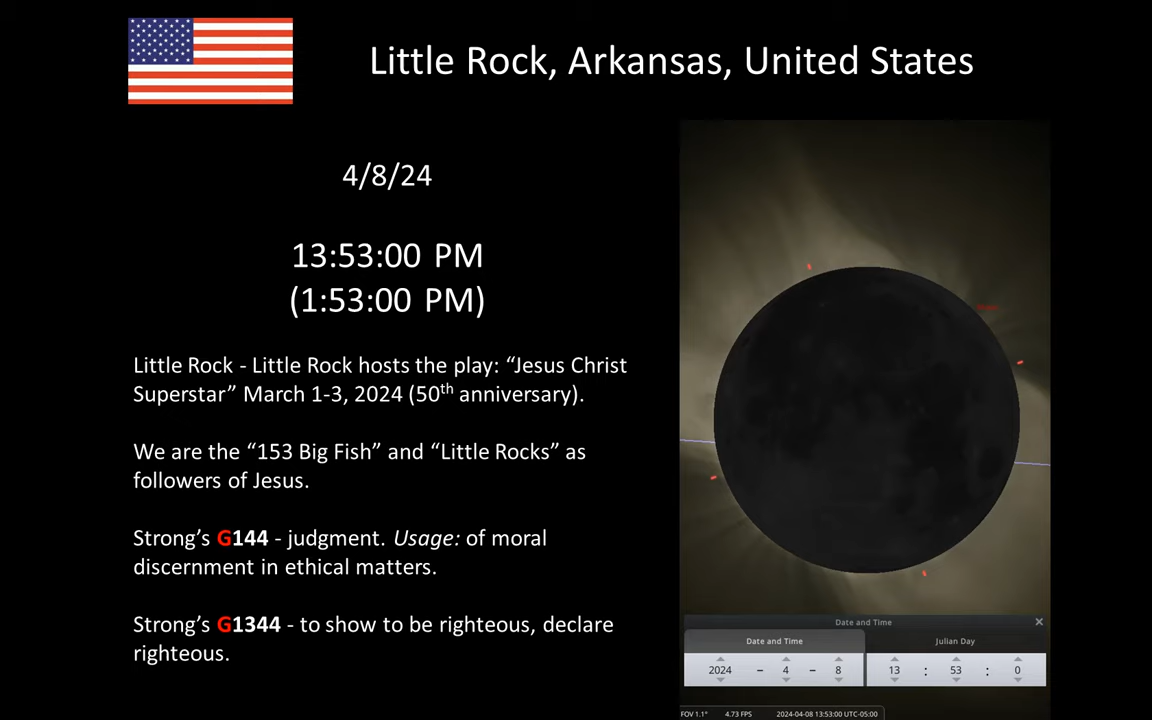 Little Rock, Arkansas, United States
4/8/24
13:53:00 PM
(1:53:00 PM)
Little Rock - Little Rock hosts the play: “Jesus Christ
Superstar” March 1-3, 2024 (50th anniversary).
We are the “153 Big Fish” and “Little Rocks” as
followers of Jesus.
Strong’s G144 - judgment. Usage: of moral
discernment in ethical matters.
Strong’s G1344 - to show to be righteous, declare
righteous.
Date and Time
Date and Time Julian Day
2024 – 4 – 8 13 : 53 : 0
FOV 1.1° 4.73 FPS 2024-04-08 13:53:00 UTC-05:00